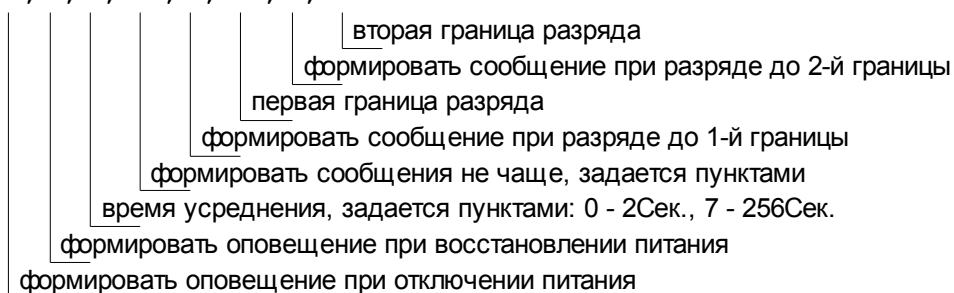 вторая граница разряда
формировать сообщение при разряде до 2-й границы
первая граница разряда
формировать сообщение при разряде до 1-й границы
формировать сообщения не чаще, задается пунктами
время усреднения, задается пунктами: 0 - 2Сек., 7 - 256Сек.
формировать оповещение при восстановлении питания
формировать оповещение при отключении питания